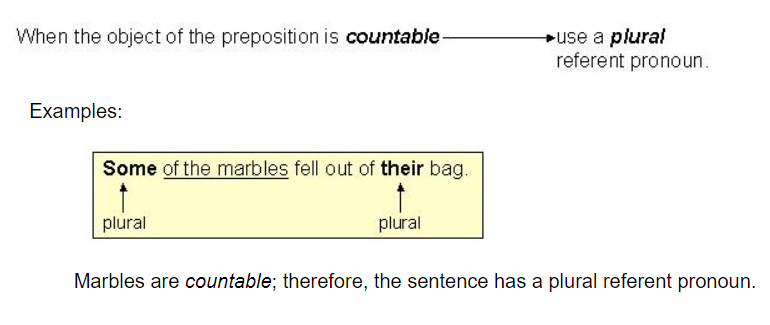 When the object of the preposition is countable use a plural
referent pronoun.
Examples:
Some of the marbles fell out of their bag.
plural plural
Marbles are countable; therefore, the sentence has a plural referent pronoun.